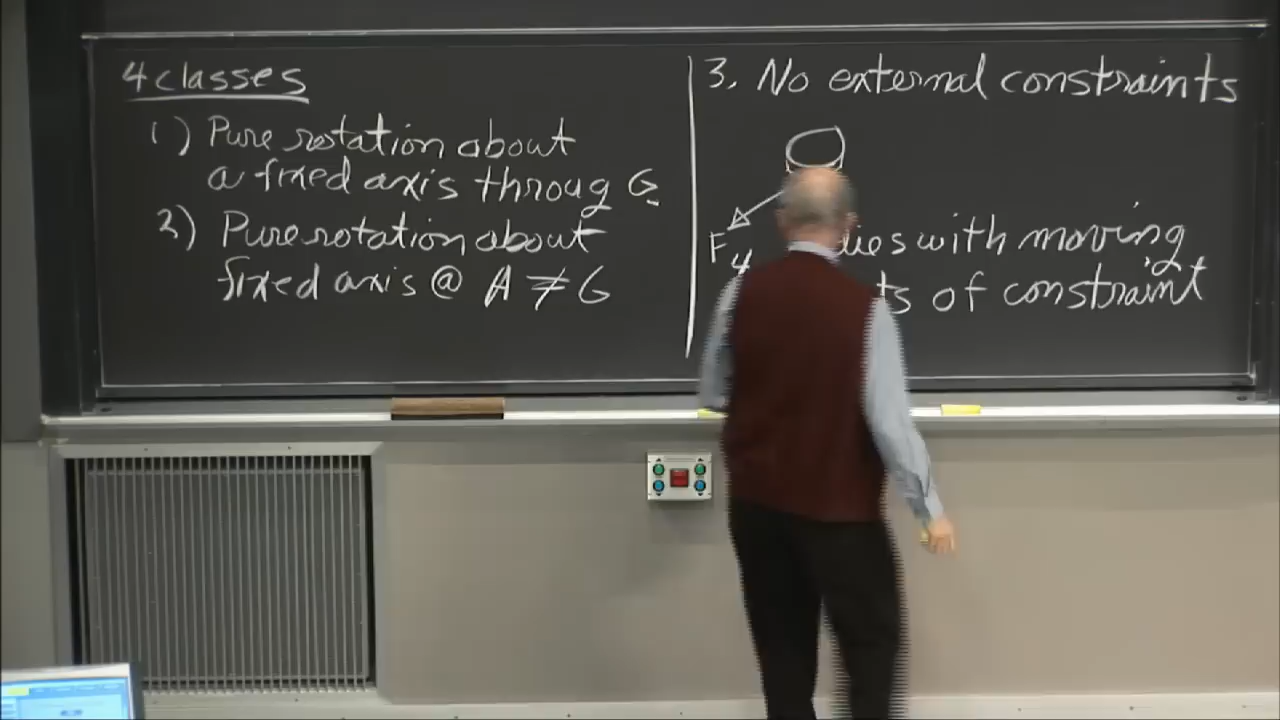 4 classes
1) Pure rotation about
a fixed axis throug G
2) Pure rotation about
fixed axis @ A ≠ G
3. No external constraints
F
4 with moving
of constraint